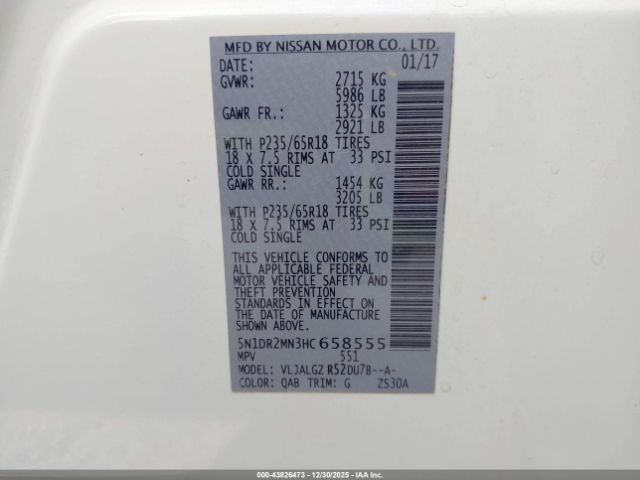 MFD BY NISSAN MOTOR CO., LTD.
DATE: 01/17
GVWR: 2715 KG
5986 LB
GAWR FR.: 1325 KG
2921 LB
WITH P235/65R18 TIRES
18 X 7.5 RIMS AT 33 PSI
COLD SINGLE
GAWR RR.: 1454 KG
3205 LB
WITH P235/65R18 TIRES
18 X 7.5 RIMS AT 33 PSI
COLD SINGLE
THIS VEHICLE CONFORMS TO
ALL APPLICABLE FEDERAL
MOTOR VEHICLE SAFETY AND
THEFT PREVENTION
STANDARDS IN EFFECT ON
THE DATE OF MANUFACTURE
SHOWN ABOVE.
5N1DR2MN3HC658555
MPV 551
MODEL: VLJALGZ R52DU7B--A-
COLOR: QAB TRIM: G ZS30A
000-43826473 - 12/30/2025 - IAA Inc.